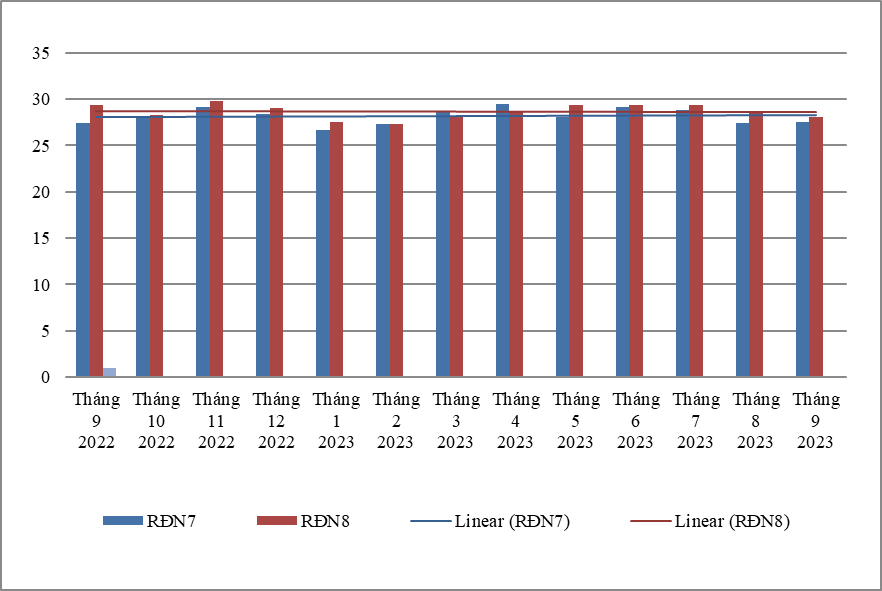 35
30
25
20
15
10
5
0
Tháng Tháng Tháng Tháng Tháng Tháng Tháng Tháng Tháng Tháng Tháng Tháng Tháng
9 10 11 12 1 2 3 4 5 6 7 8 9
2022 2022 2022 2022 2023 2023 2023 2023 2023 2023 2023 2023 2023
RĐN7 RĐN8 Linear (RĐN7) Linear (RĐN8)